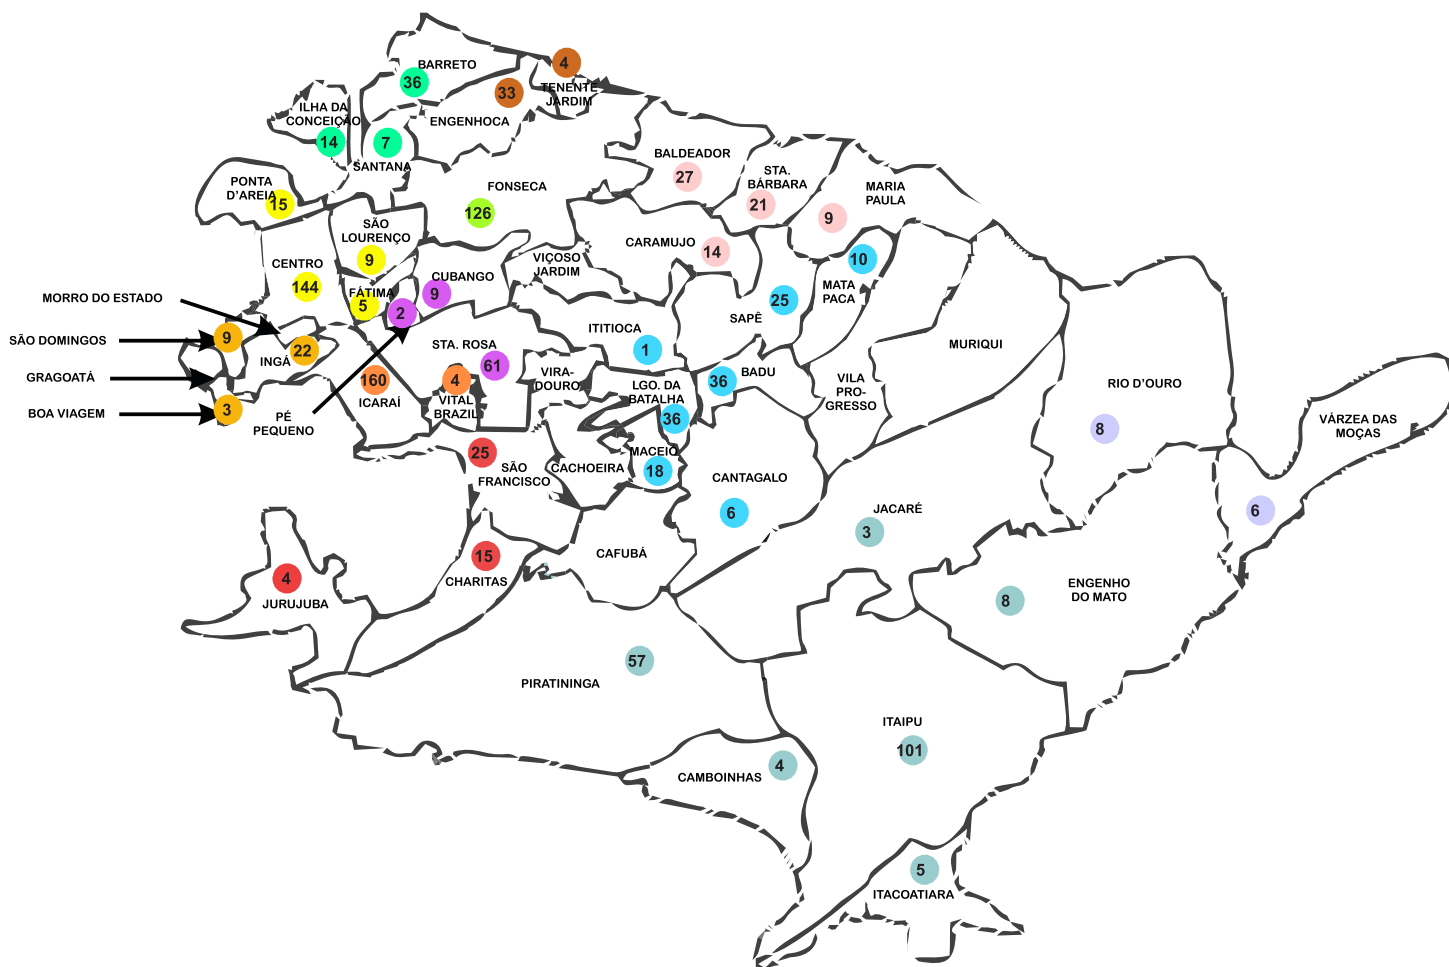 BARRETO
36
4
TENENTE
JARDIM
33
ENGENHOCA
ILHA DA
CONCEIÇÃO
14
7
SANTANA
PONTA
D'AREIA
15
FONSECA
126
BALDEADOR
27
STA.
BÁRBARA
21
MARIA
PAULA
9
SÃO
LOURENÇO
9
CARAMUJO
14
VIÇOSO
JARDIM
10
MATA
PACA
CENTRO
144
CUBANGO
9
FÁTIMA
5
2
25
SAPÊ
MORRO DO ESTADO
SÃO DOMINGOS
9
INGÁ
22
GRAGOATÁ
BOA VIAGEM
3
PÉ
PEQUENO
160
ICARAÍ
STA. ROSA
61
4
VITAL
BRAZIL
VIRA-
DOURO
ITITIOCA
1
LGO. DA
BATALHA
36
BADU
36
VILA
PRO-
GRESSO
MURIQUI
RIO D'OURO
8
VÁRZEA DAS
MOÇAS
6
25
SÃO
FRANCISCO
CACHOEIRA
MACEIÓ
18
CANTAGALO
6
JACARÉ
3
15
CHARITAS
CAFUBÁ
4
JURUJUBA
ENGENHO
DO MATO
8
57
PIRATININGA
ITAIPU
101
CAMBOINHAS
4
5
ITACOATIARA